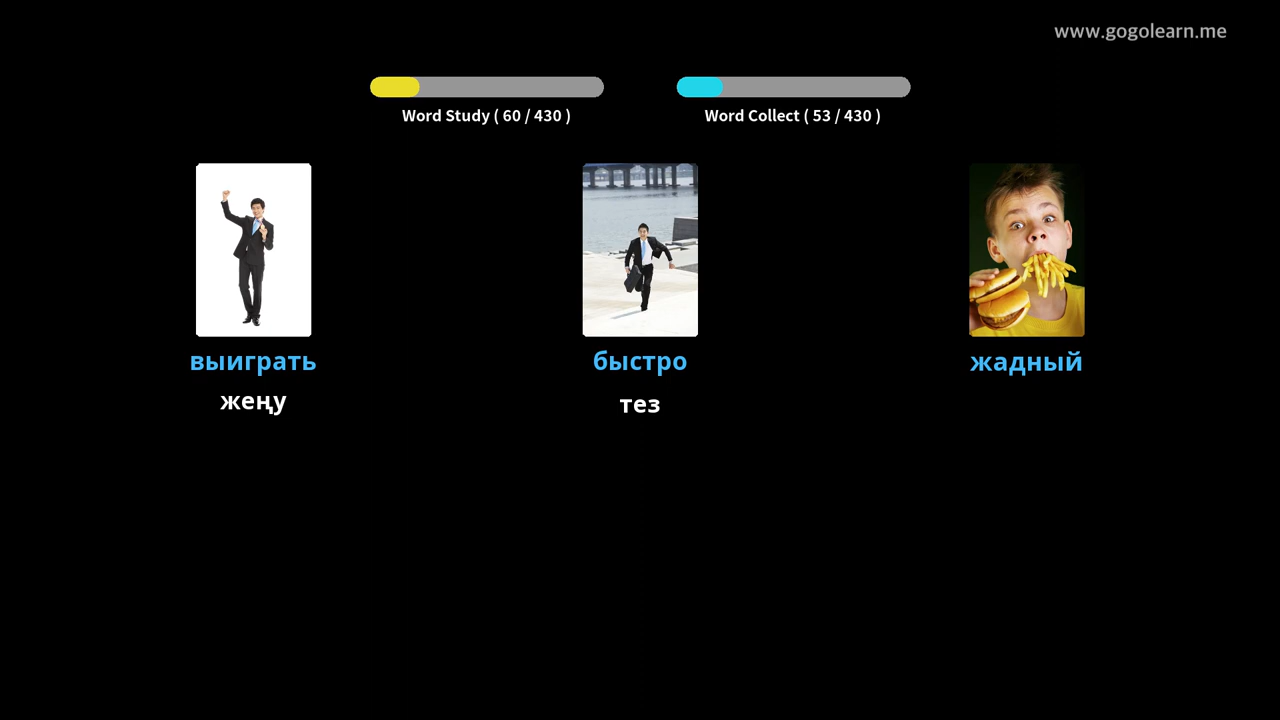 www.gogolearn.me
Word Study ( 60 / 430 )
Word Collect ( 53 / 430 )
выиграть
жеңу
быстро
тез
жадный